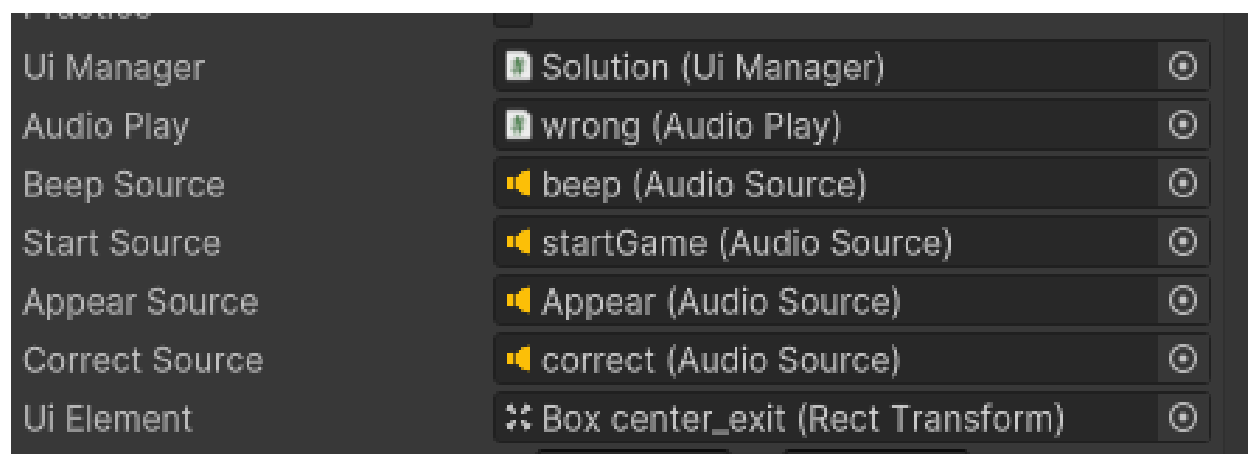 Ui Manager Solution (Ui Manager)
Audio Play wrong (Audio Play)
Beep Source beep (Audio Source)
Start Source startGame (Audio Source)
Appear Source Appear (Audio Source)
Correct Source correct (Audio Source)
Ui Element Box center_exit (Rect Transform)